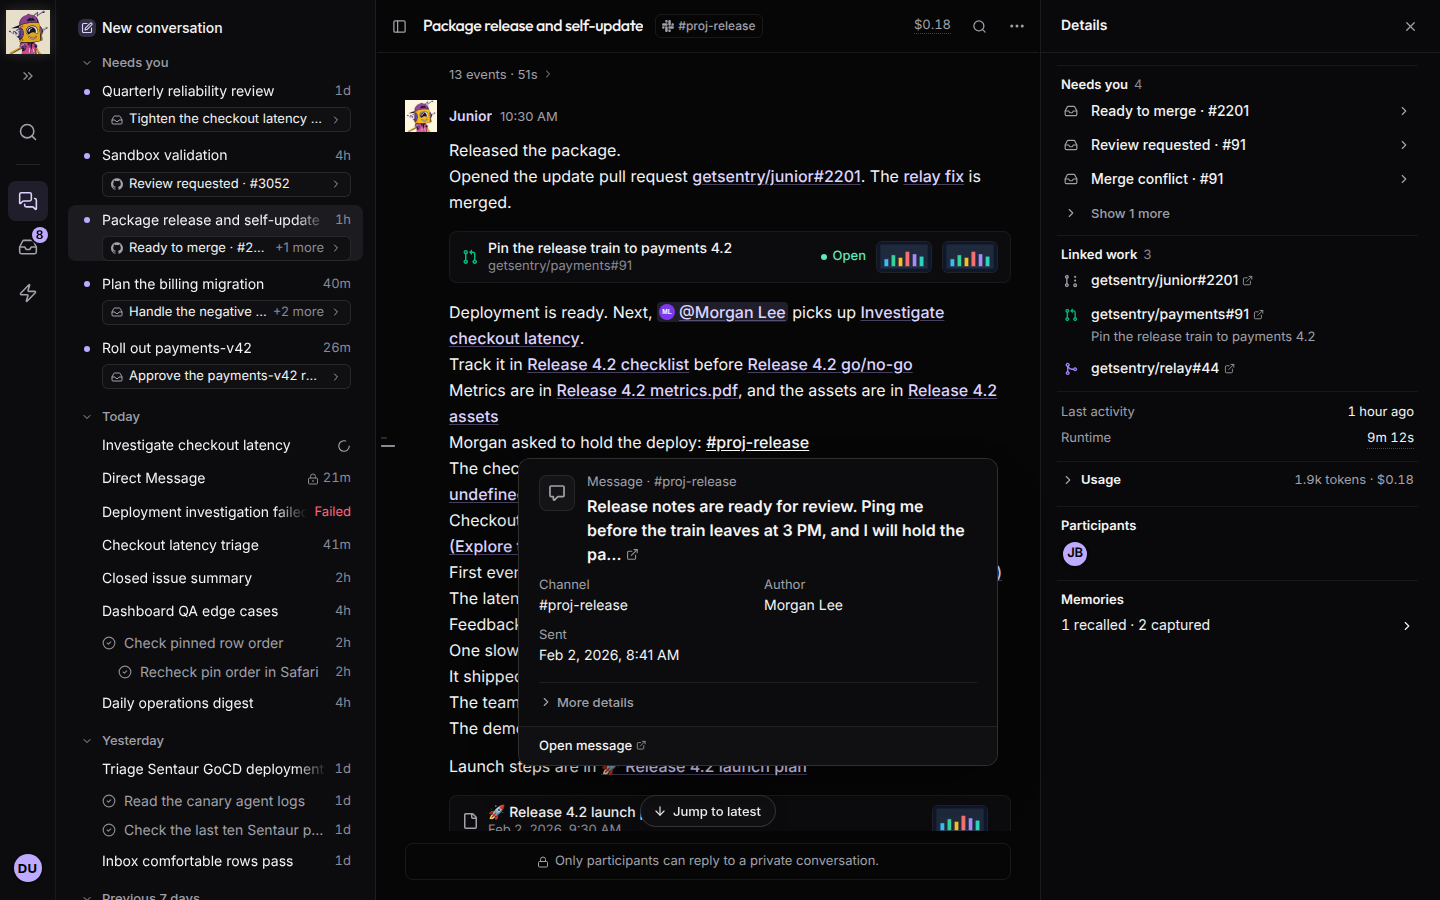 New conversation
Needs you
Quarterly reliability review 1d
Tighten the checkout latency ...
Sandbox validation 4h
Review requested · #3052
Package release and self-update 1h
Ready to merge · #2... +1 more
Plan the billing migration 40m
Handle the negative ... +2 more
Roll out payments-v42 26m
Approve the payments-v42 r...
Today
Investigate checkout latency
Direct Message 21m
Deployment investigation failed Failed
Checkout latency triage 41m
Closed issue summary 2h
Dashboard QA edge cases 4h
Check pinned row order 2h
Recheck pin order in Safari 2h
Daily operations digest 4h
Yesterday
Triage Sentaur GoCD deployment 1d
Read the canary agent logs 1d
Check the last ten Sentaur p... 1d
Inbox comfortable rows pass 1d
Previous 7 days
8
DU
Package release and self-update #proj-release $0.18
13 events · 51s
Junior 10:30 AM
Released the package.
Opened the update pull request getsentry/junior#2201. The relay fix is
merged.
Pin the release train to payments 4.2
getsentry/payments#91
Open
Deployment is ready. Next, ML @Morgan Lee picks up Investigate
checkout latency.
Track it in Release 4.2 checklist before Release 4.2 go/no-go
Metrics are in Release 4.2 metrics.pdf, and the assets are in Release 4.2
assets
Morgan asked to hold the deploy: #proj-release
The chec
undefine
Checkout
(Explore
First ever )
The laten
Feedback
One slow
It shipped
The team
The demo
Message · #proj-release
Release notes are ready for review. Ping me
before the train leaves at 3 PM, and I will hold the
pa...
Channel Author
#proj-release Morgan Lee
Sent
Feb 2, 2026, 8:41 AM
More details
Open message
Launch steps are in 🚀 Release 4.2 launch plan
🚀 Release 4.2 launch
Feb 2, 2026, 9:30 AM
Jump to latest
Only participants can reply to a private conversation.
Details
Needs you 4
Ready to merge · #2201
Review requested · #91
Merge conflict · #91
Show 1 more
Linked work 3
getsentry/junior#2201
getsentry/payments#91
Pin the release train to payments 4.2
getsentry/relay#44
Last activity 1 hour ago
Runtime 9m 12s
Usage 1.9k tokens · $0.18
Participants
JB
Memories
1 recalled · 2 captured